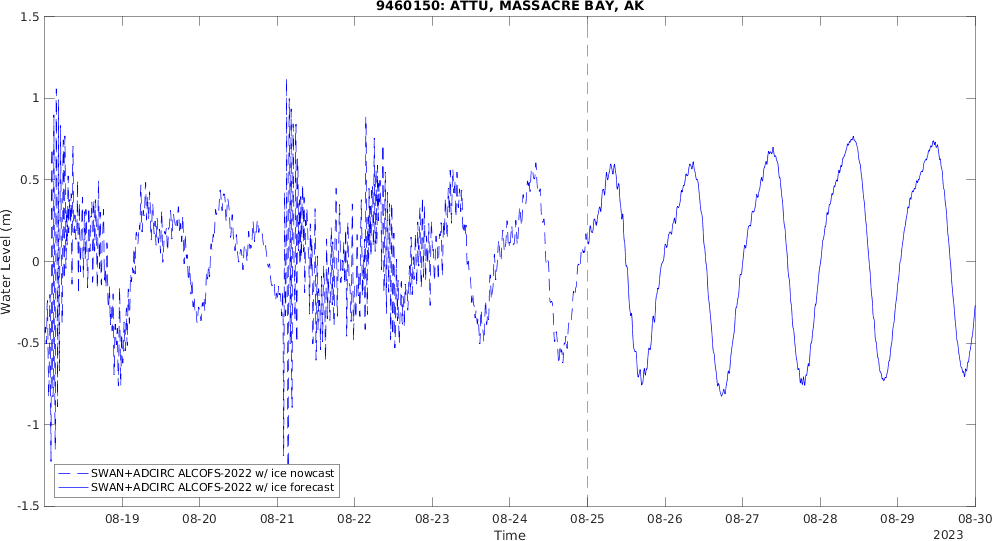 9460150: ATTU, MASSACRE BAY, AK
1.5
1
0.5
0
-0.5
-1
-1.5
Water Level (m)
SWAN+ADCIRC ALCOFS-2022 w/ ice nowcast
SWAN+ADCIRC ALCOFS-2022 w/ ice forecast
08-19 08-20 08-21 08-22 08-23 08-24 08-25 08-26 08-27 08-28 08-29 08-30
Time
2023